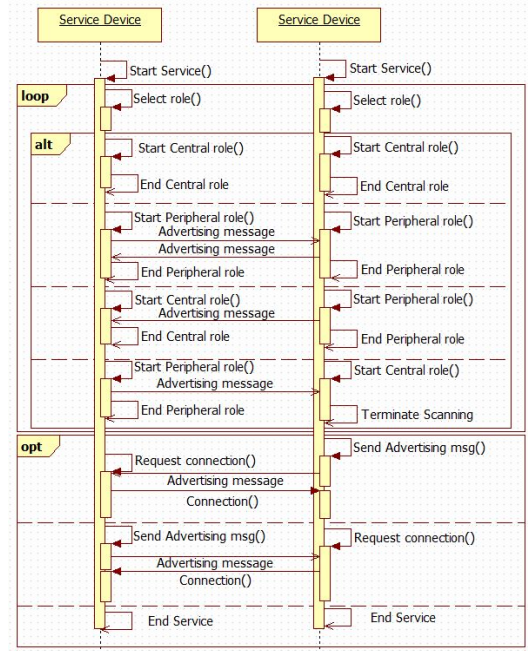 Service Device
Service Device
Start Service()
Start Service()
loop
Select role()
Select role()
alt
Start Central role()
Start Central role()
End Central role
End Central role
Start Peripheral role()
Start Peripheral role()
Advertising message
Advertising message
End Peripheral role
End Peripheral role
Start Central role()
Start Peripheral role()
Advertising message
End Central role
End Peripheral role
Start Peripheral role()
Start Central role()
Advertising message
End Peripheral role
Terminate Scanning
opt
Send Advertising msg()
Request connection()
Advertising message
Connection()
Send Advertising msg()
Request connection()
Advertising message
Connection()
End Service
End Service